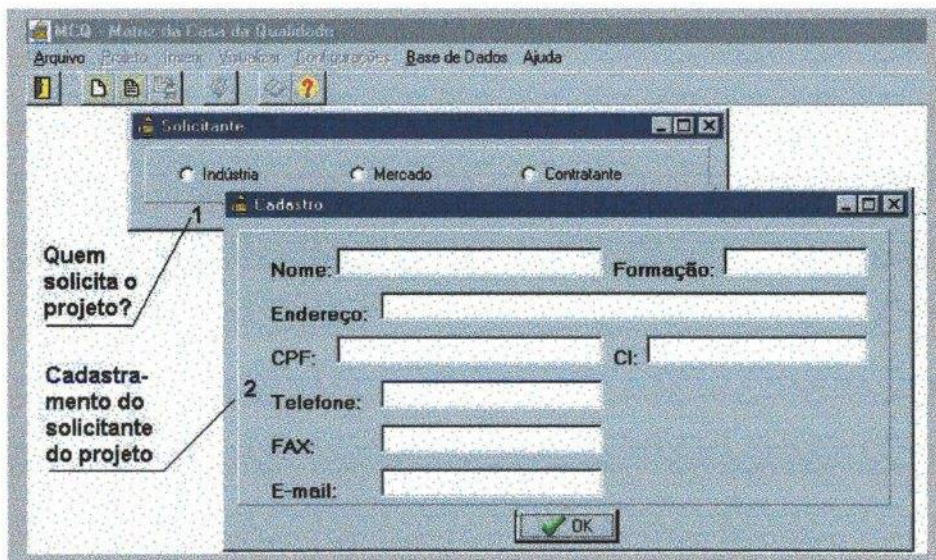 MCQ - Matriz da Casa da Qualidade
Arquivo Projeto Inserir Visualizar Configurações Base de Dados Ajuda
Solicitante
Indústria Mercado Contratante
1
Cadastro
Quem
solicita o
projeto?
Nome: Formação:
Endereço:
CPF: CI:
Cadastra-
mento do
solicitante
do projeto
2
Telefone:
FAX:
E-mail:
OK